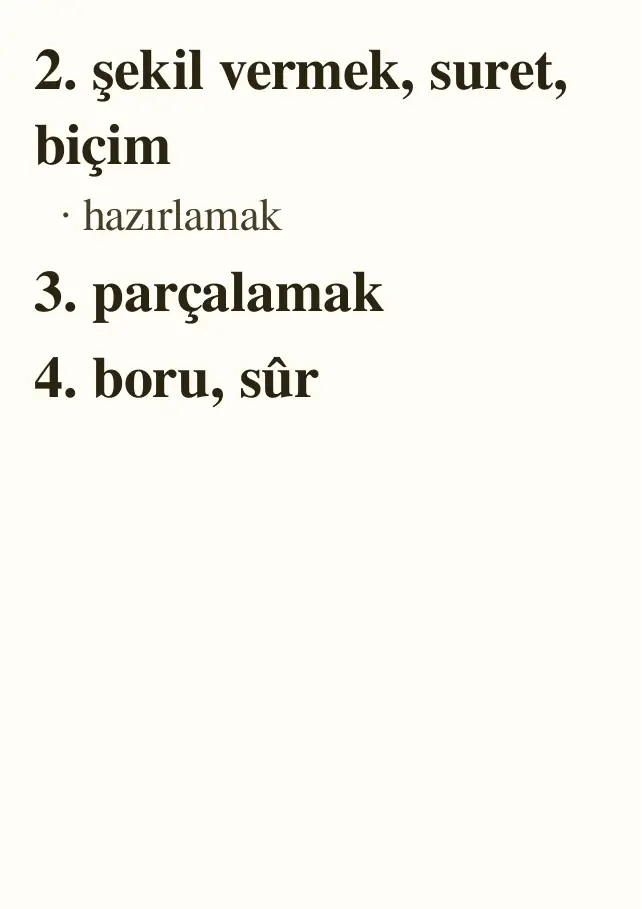 2. şekil vermek, suret,
biçim
· hazırlamak
3. parçalamak
4. boru, sûr